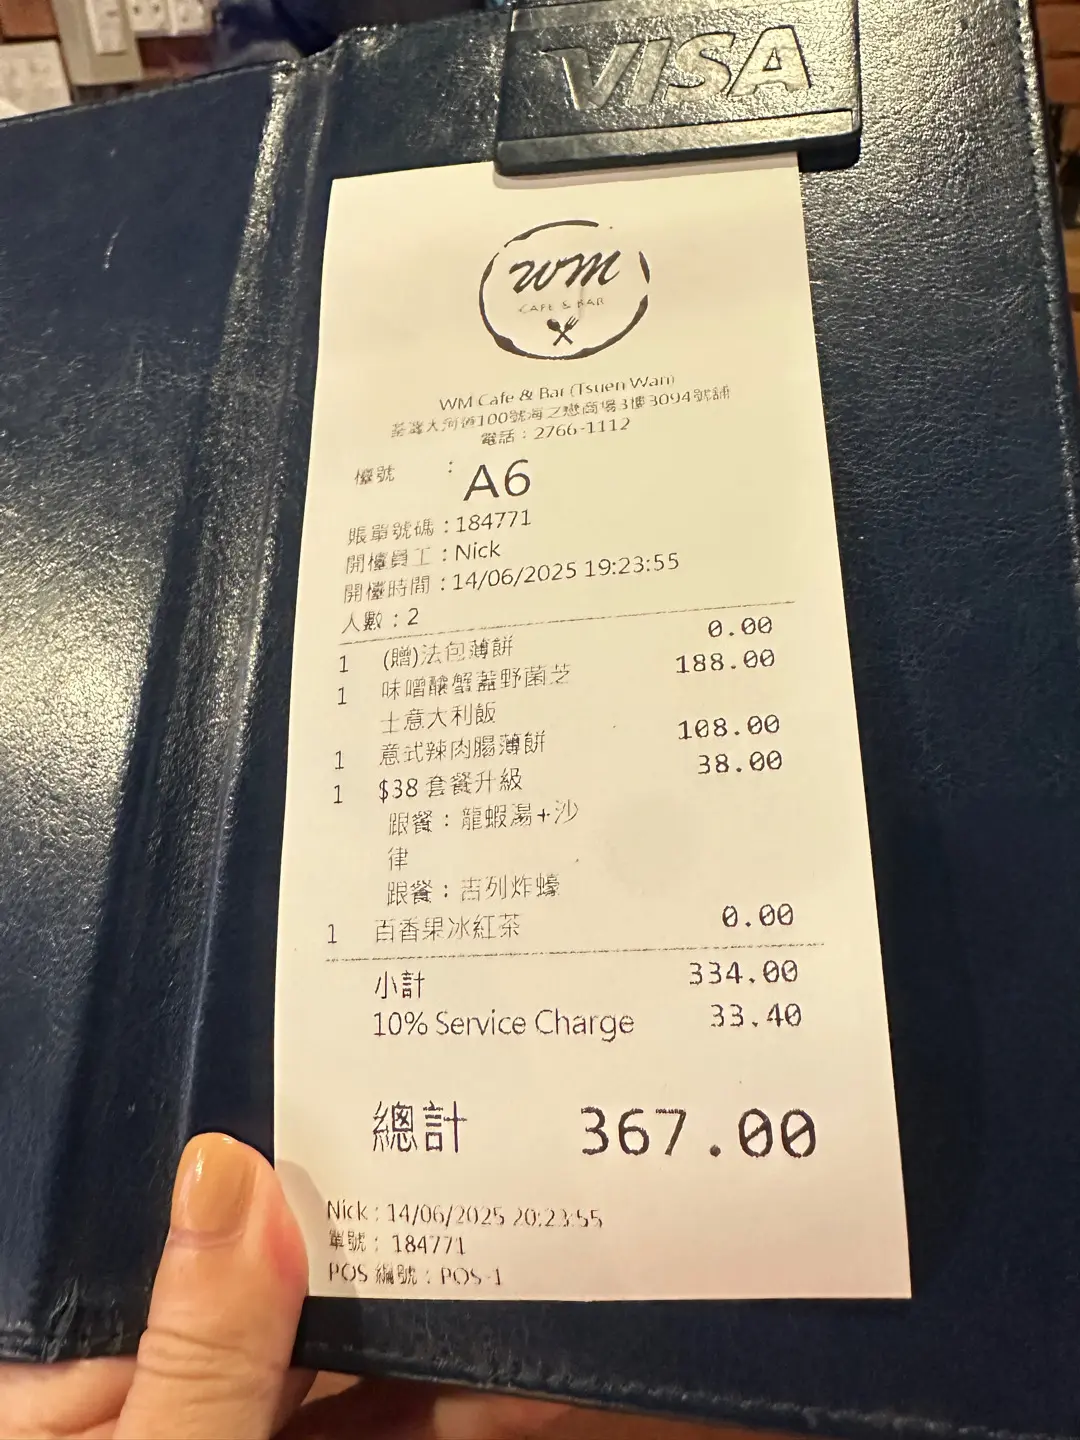 VISA
WM
CAFE & BAR
WM Cafe & Bar (Tsuen Wan)
荃灣大河道100號海之戀商場3樓3094號舖
電話：2766-1112
檯號 : A6
賬單號碼：184771
開檯員工：Nick
開檯時間：14/06/2025 19:23:55
人數：2
1 (贈)法包薄餅 0.00
1 味噌釀蟹蓋野菌芝 188.00
士意大利飯
1 意式辣肉腸薄餅 108.00
1 $38 套餐升級 38.00
跟餐：龍蝦湯+沙
律
跟餐：吉列炸蠔
1 百香果冰紅茶 0.00
小計 334.00
10% Service Charge 33.40
總計 367.00
Nick : 14/06/2025 20:23:55
單號：184771
POS 編號：POS-1